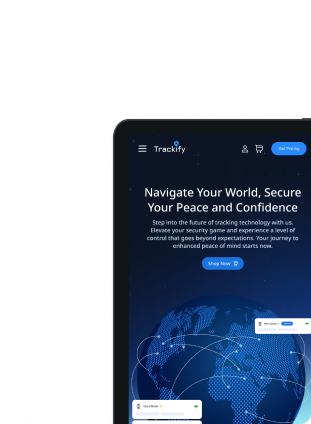 Trackify
Get Pricing
Navigate Your World, Secure
Your Peace and Confidence
Step into the future of tracking technology with us.
Elevate your security game and experience a level of
control that goes beyond expectations. Your journey to
enhanced peace of mind starts now.
Shop Now